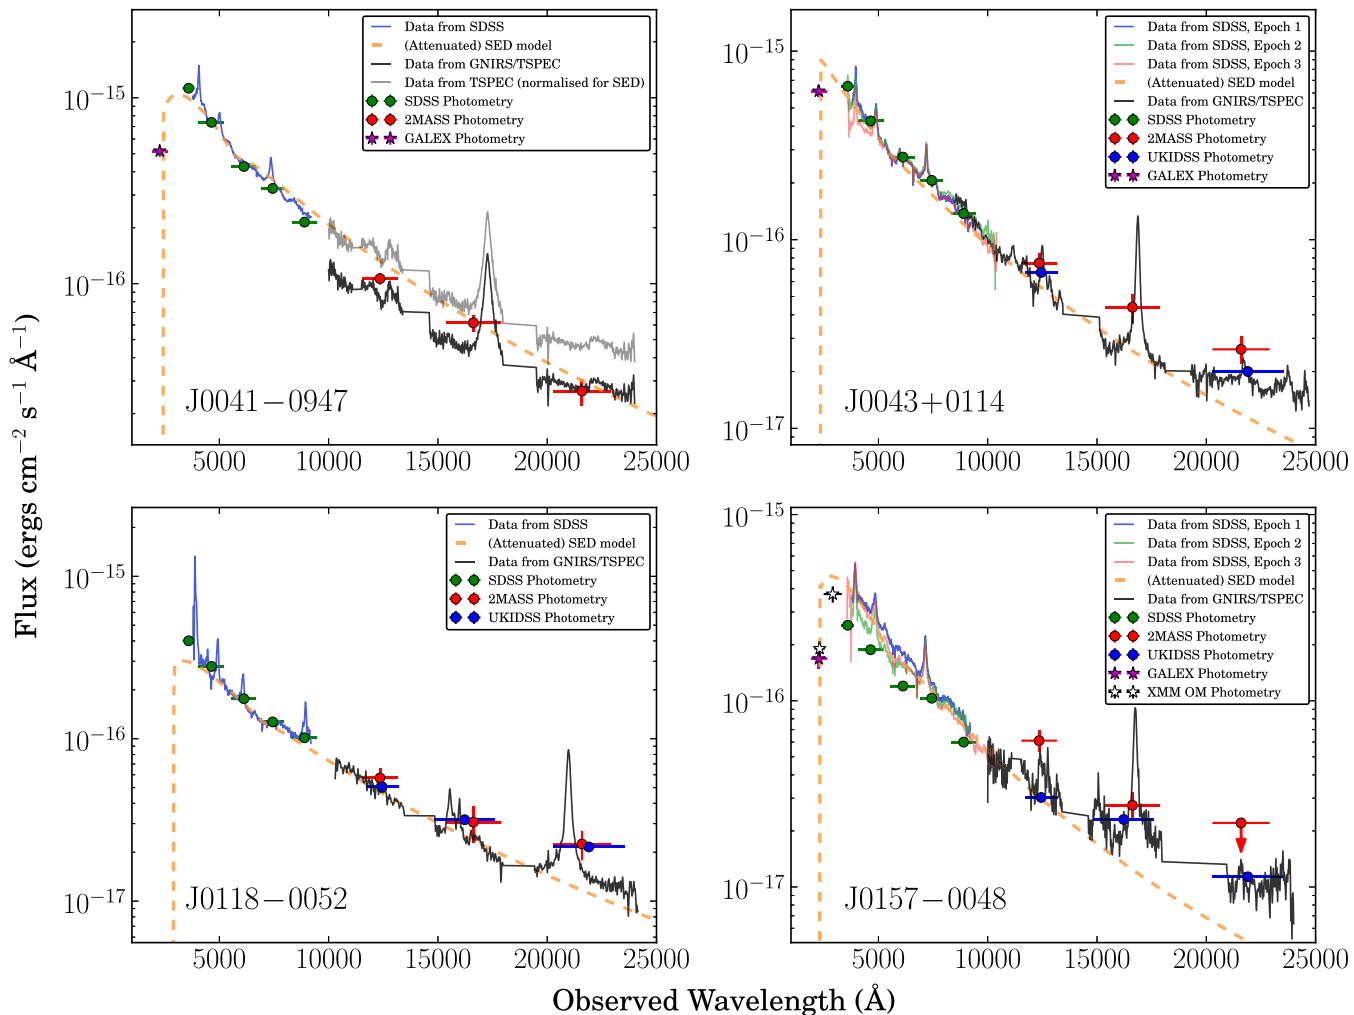 Flux (ergs cm⁻² s⁻¹ Å⁻¹)
10⁻¹⁵
10⁻¹⁶
Data from SDSS
(Attenuated) SED model
Data from GNIRS/TSPEC
Data from TSPEC (normalised for SED)
SDSS Photometry
2MASS Photometry
GALEX Photometry
J0041−0947
5000 10000 15000 20000 25000
10⁻¹⁵
10⁻¹⁶
10⁻¹⁷
Data from SDSS, Epoch 1
Data from SDSS, Epoch 2
Data from SDSS, Epoch 3
(Attenuated) SED model
Data from GNIRS/TSPEC
SDSS Photometry
2MASS Photometry
UKIDSS Photometry
GALEX Photometry
J0043+0114
5000 10000 15000 20000 25000
10⁻¹⁵
10⁻¹⁶
10⁻¹⁷
Data from SDSS
(Attenuated) SED model
Data from GNIRS/TSPEC
SDSS Photometry
2MASS Photometry
UKIDSS Photometry
J0118−0052
5000 10000 15000 20000 25000
10⁻¹⁵
10⁻¹⁶
10⁻¹⁷
Data from SDSS, Epoch 1
Data from SDSS, Epoch 2
Data from SDSS, Epoch 3
(Attenuated) SED model
Data from GNIRS/TSPEC
SDSS Photometry
2MASS Photometry
UKIDSS Photometry
GALEX Photometry
XMM OM Photometry
J0157−0048
5000 10000 15000 20000 25000
Observed Wavelength (Å)